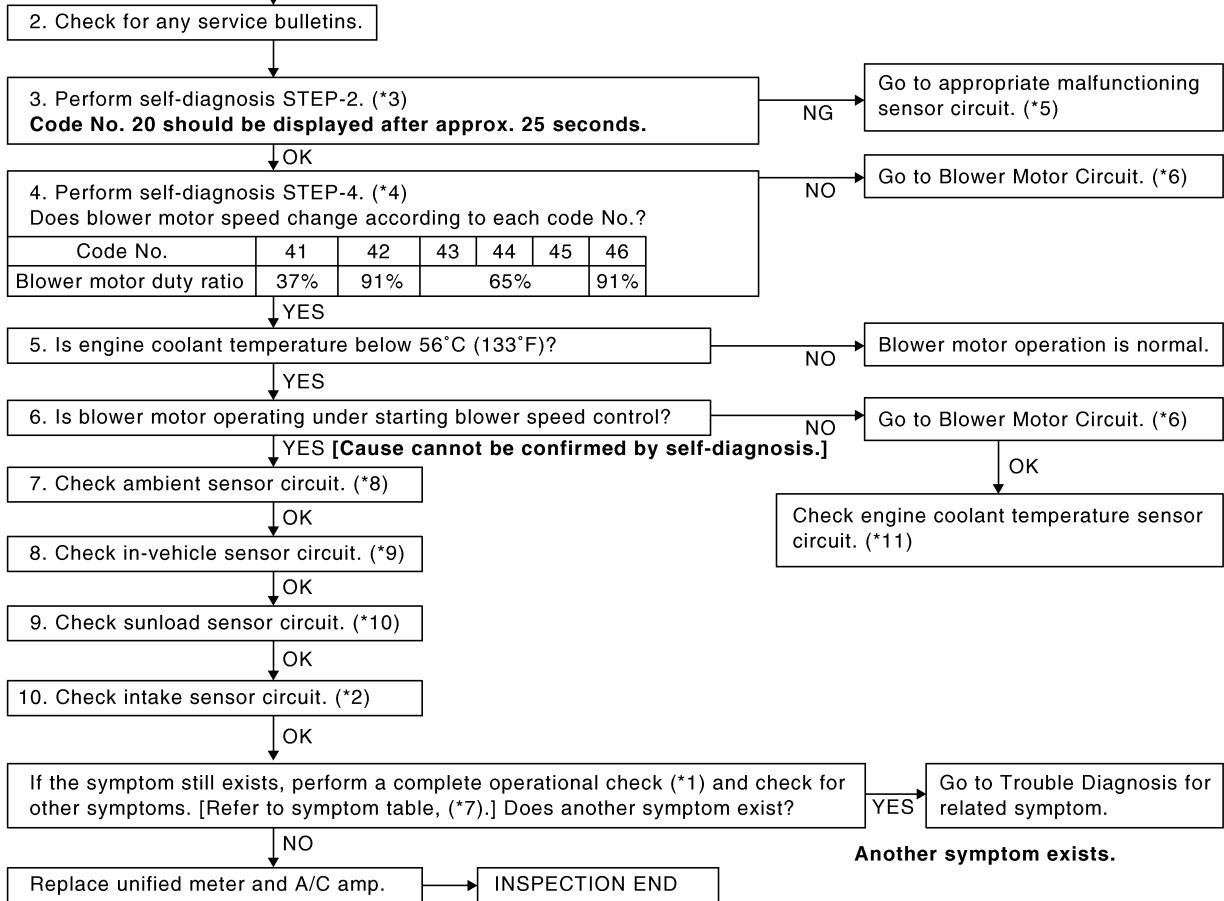 2. Check for any service bulletins.
3. Perform self-diagnosis STEP-2. (*3)
Code No. 20 should be displayed after approx. 25 seconds.
NG
Go to appropriate malfunctioning
sensor circuit. (*5)
OK
4. Perform self-diagnosis STEP-4. (*4)
Does blower motor speed change according to each code No.?
Code No. 41 42 43 44 45 46
Blower motor duty ratio 37% 91% 65% 91%
NO
Go to Blower Motor Circuit. (*6)
YES
5. Is engine coolant temperature below 56˚C (133˚F)?
NO
Blower motor operation is normal.
YES
6. Is blower motor operating under starting blower speed control?
NO
Go to Blower Motor Circuit. (*6)
YES [Cause cannot be confirmed by self-diagnosis.]
OK
Check engine coolant temperature sensor
circuit. (*11)
7. Check ambient sensor circuit. (*8)
OK
8. Check in-vehicle sensor circuit. (*9)
OK
9. Check sunload sensor circuit. (*10)
OK
10. Check intake sensor circuit. (*2)
OK
If the symptom still exists, perform a complete operational check (*1) and check for
other symptoms. [Refer to symptom table, (*7).] Does another symptom exist?
YES
Go to Trouble Diagnosis for
related symptom.
Another symptom exists.
NO
Replace unified meter and A/C amp.
INSPECTION END